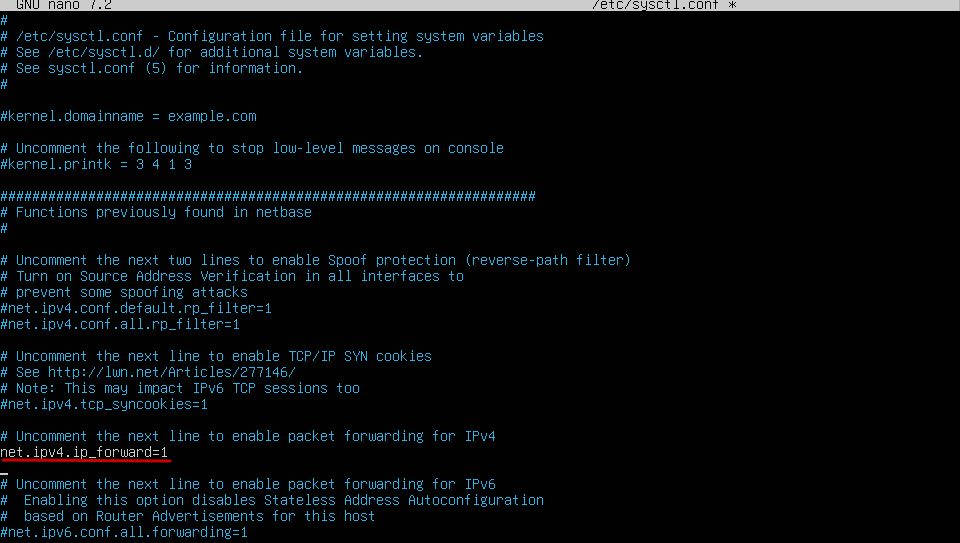 GNU nano 7.2 /etc/sysctl.conf *
#
# /etc/sysctl.conf - Configuration file for setting system variables
# See /etc/sysctl.d/ for additional system variables.
# See sysctl.conf (5) for information.
#
#kernel.domainname = example.com
# Uncomment the following to stop low-level messages on console
#kernel.printk = 3 4 1 3
###################################################################
# Functions previously found in netbase
#
# Uncomment the next two lines to enable Spoof protection (reverse-path filter)
# Turn on Source Address Verification in all interfaces to
# prevent some spoofing attacks
#net.ipv4.conf.default.rp_filter=1
#net.ipv4.conf.all.rp_filter=1
# Uncomment the next line to enable TCP/IP SYN cookies
# See http://lwn.net/Articles/277146/
# Note: This may impact IPv6 TCP sessions too
#net.ipv4.tcp_syncookies=1
# Uncomment the next line to enable packet forwarding for IPv4
net.ipv4.ip_forward=1
# Uncomment the next line to enable packet forwarding for IPv6
#  Enabling this option disables Stateless Address Autoconfiguration
#  based on Router Advertisements for this host
#net.ipv6.conf.all.forwarding=1